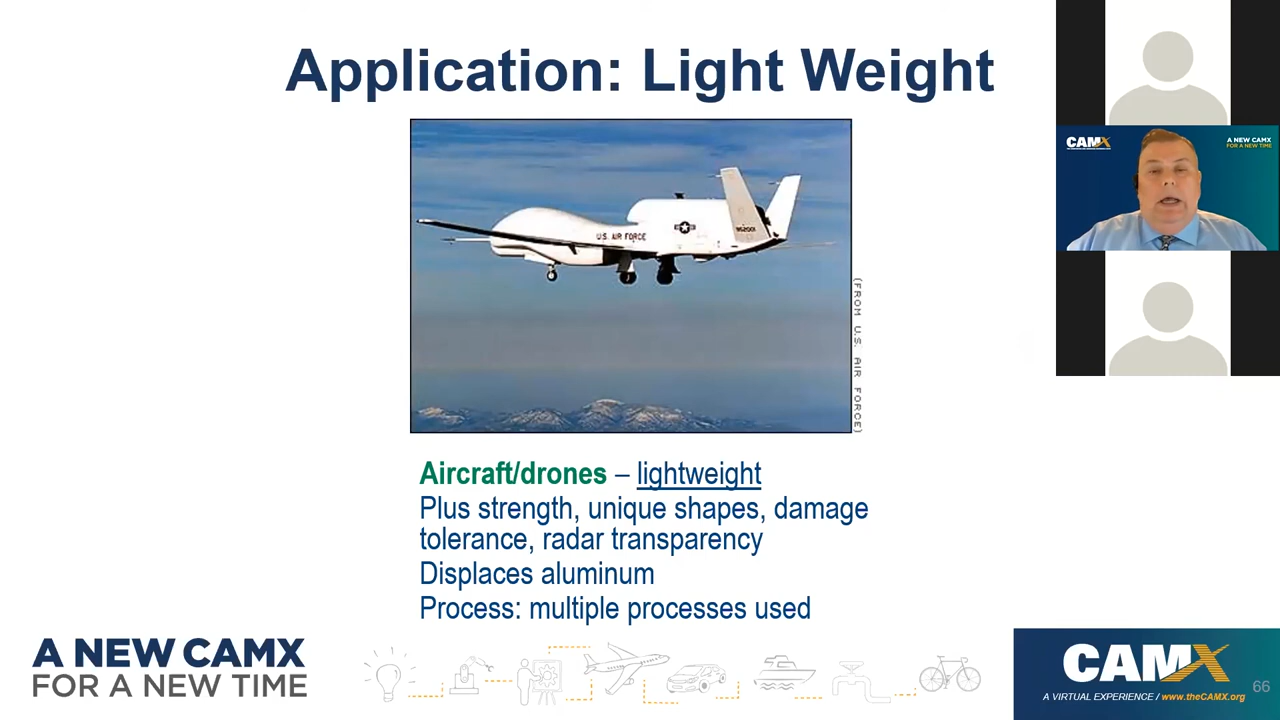 Application: Light Weight
U.S. AIR FORCE
(FROM U.S. AIR FORCE)
Aircraft/drones – lightweight
Plus strength, unique shapes, damage
tolerance, radar transparency
Displaces aluminum
Process: multiple processes used
A NEW CAMX
FOR A NEW TIME
CAMX
A NEW CAMX
FOR A NEW TIME
CAMX
A VIRTUAL EXPERIENCE / www.theCAMX.org
66